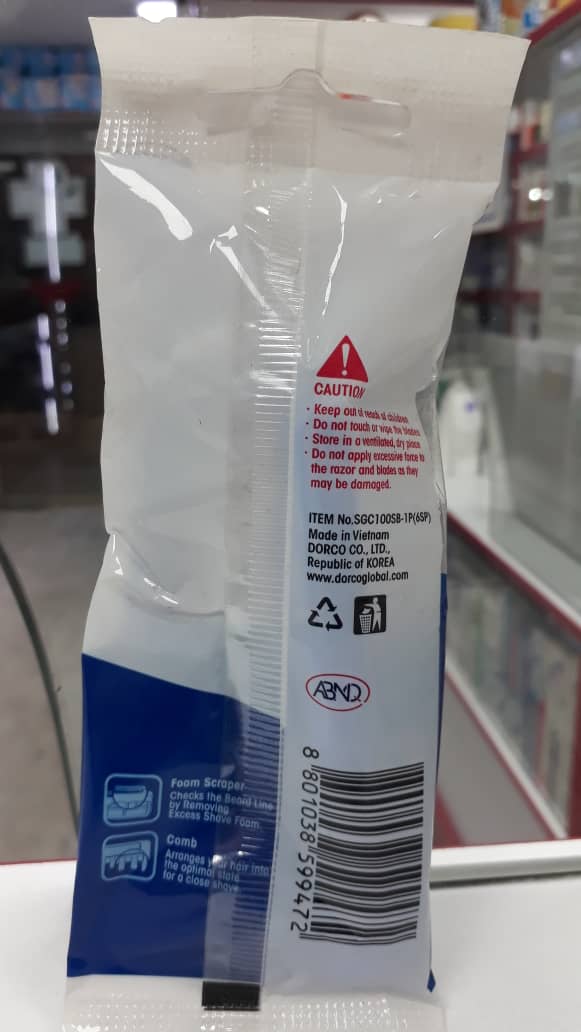 CAUTION
· Keep out of reach of children
· Do not touch or wipe the blades
· Store in a ventilated, dry place
· Do not apply excessive force to
the razor and blades as they
may be damaged.
ITEM No.SGC100SB-1P(6SP)
Made in Vietnam
DORCO CO., LTD.,
Republic of KOREA
www.dorcoglobal.com
ABNQ
8 801038 599472
Foam Scraper
Checks the Beard Line
by Removing
Excess Shave Foam.
Comb
Arranges your hair into
the optimal state
for a close shave